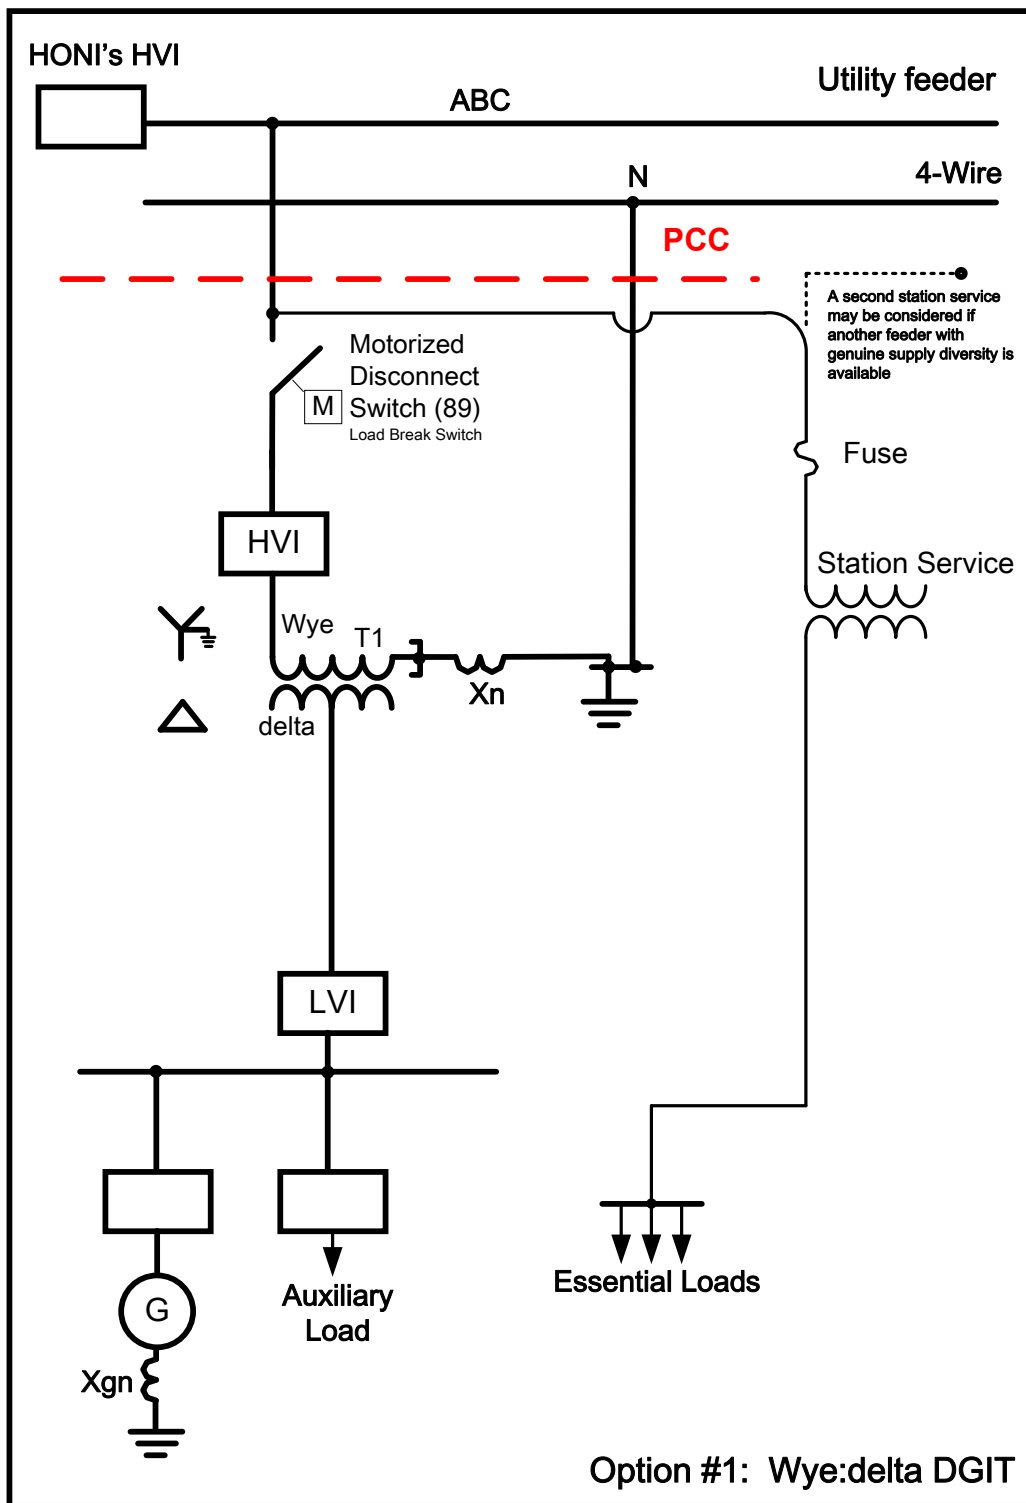 HONI's HVI
Utility feeder
ABC
4-Wire
N
PCC
A second station service
may be considered if
another feeder with
genuine supply diversity is
available
Motorized
Disconnect
Switch (89)
Load Break Switch
M
Fuse
HVI
Station Service
Wye
T1
Xn
delta
LVI
Essential Loads
Auxiliary
Load
G
Xgn
Option #1: Wye:delta DGIT